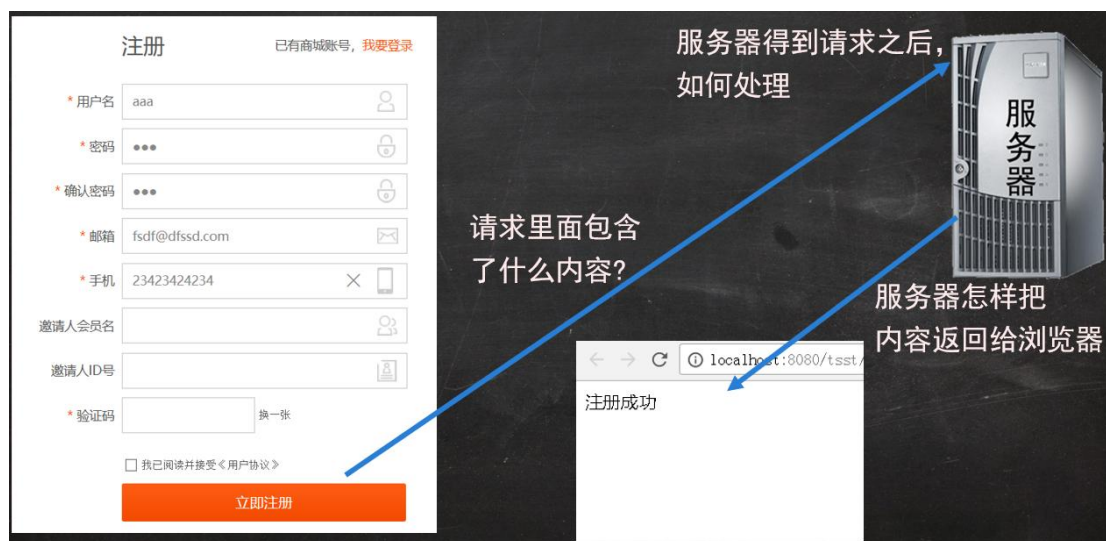 注册
已有商城账号,我要登录
* 用户名 aaa
* 密码 ●●●
* 确认密码 ●●●
* 邮箱 fsdf@dfssd.com
* 手机 23423424234
邀请人会员名
邀请人ID号
* 验证码 换一张
我已阅读并接受《用户协议》
立即注册
请求里面包含
了什么内容?
服务器得到请求之后,
如何处理
服务器
服务器怎样把
内容返回给浏览器
localhost:8080/tsst/
注册成功